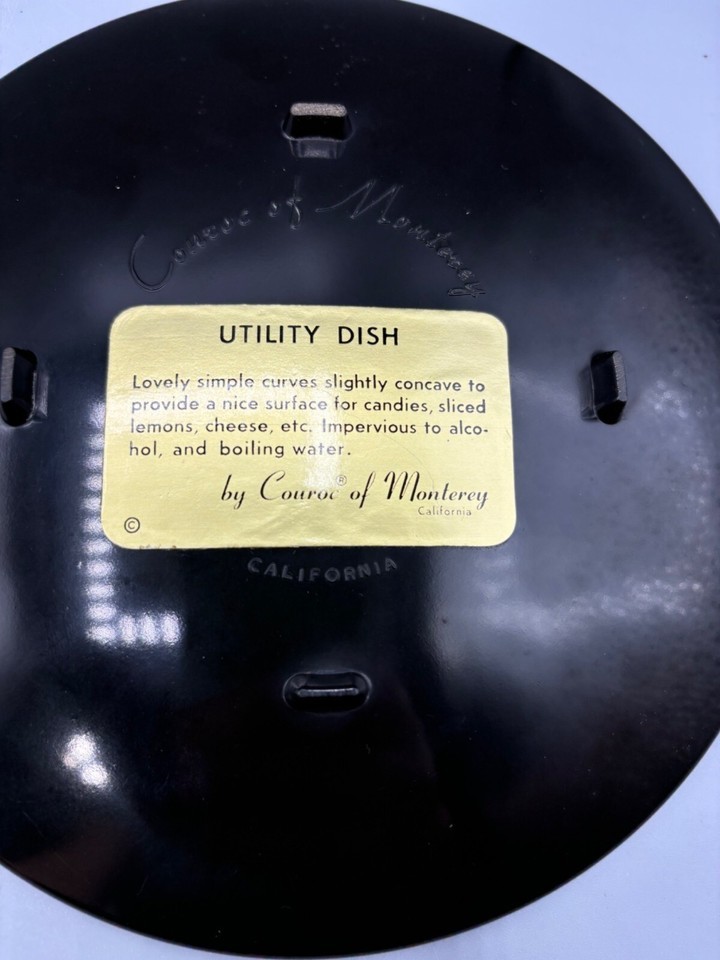 Couroc of Monterey
UTILITY DISH
Lovely simple curves slightly concave to
provide a nice surface for candies, sliced
lemons, cheese, etc. Impervious to alco-
hol, and boiling water.
by Couroc® of Monterey
California
©
CALIFORNIA